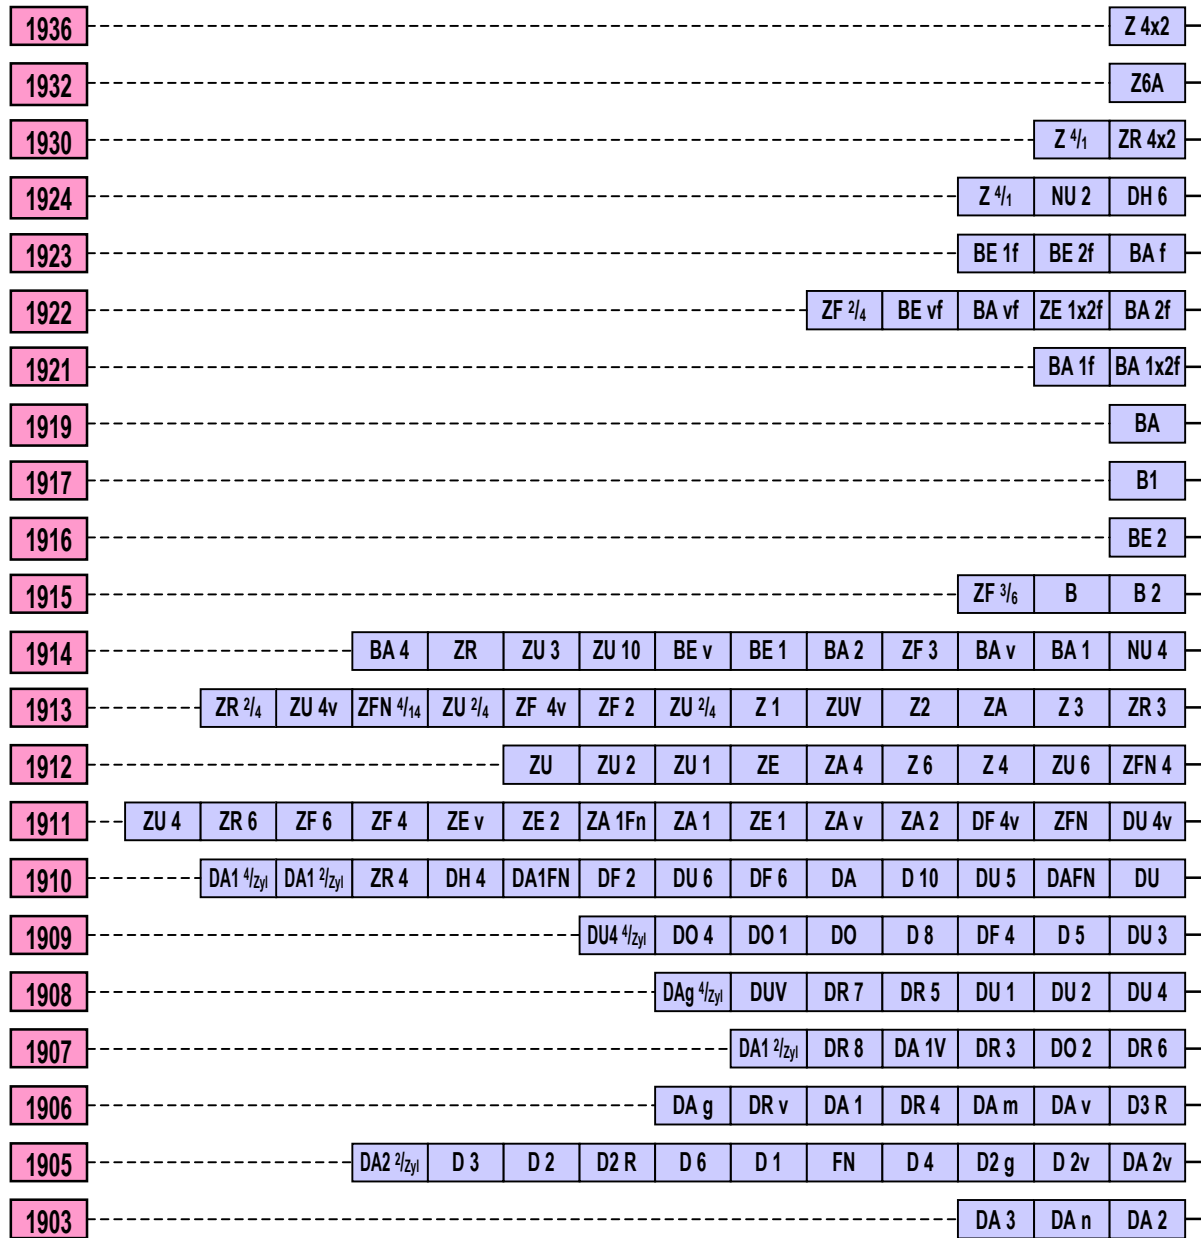 1936 Z 4x2
1932 Z6A
1930 Z 4/1 ZR 4x2
1924 Z 4/1 NU 2 DH 6
1923 BE 1f BE 2f BA f
1922 ZF 2/4 BE vf BA vf ZE 1x2f BA 2f
1921 BA 1f BA 1x2f
1919 BA
1917 B1
1916 BE 2
1915 ZF 3/6 B B 2
1914 BA 4 ZR ZU 3 ZU 10 BE v BE 1 BA 2 ZF 3 BA v BA 1 NU 4
1913 ZR 2/4 ZU 4v ZFN 4/14 ZU 2/4 ZF 4v ZF 2 ZU 2/4 Z 1 ZUV Z2 ZA Z 3 ZR 3
1912 ZU ZU 2 ZU 1 ZE ZA 4 Z 6 Z 4 ZU 6 ZFN 4
1911 ZU 4 ZR 6 ZF 6 ZF 4 ZE v ZE 2 ZA 1Fn ZA 1 ZE 1 ZA v ZA 2 DF 4v ZFN DU 4v
1910 DA1 4/Zyl DA1 2/Zyl ZR 4 DH 4 DA1FN DF 2 DU 6 DF 6 DA D 10 DU 5 DAFN DU
1909 DU4 4/Zyl DO 4 DO 1 DO D 8 DF 4 D 5 DU 3
1908 DAg 4/Zyl DUV DR 7 DR 5 DU 1 DU 2 DU 4
1907 DA1 2/Zyl DR 8 DA 1V DR 3 DO 2 DR 6
1906 DA g DR v DA 1 DR 4 DA m DA v D3 R
1905 DA2 2/Zyl D 3 D 2 D2 R D 6 D 1 FN D 4 D2 g D 2v DA 2v
1903 DA 3 DA n DA 2